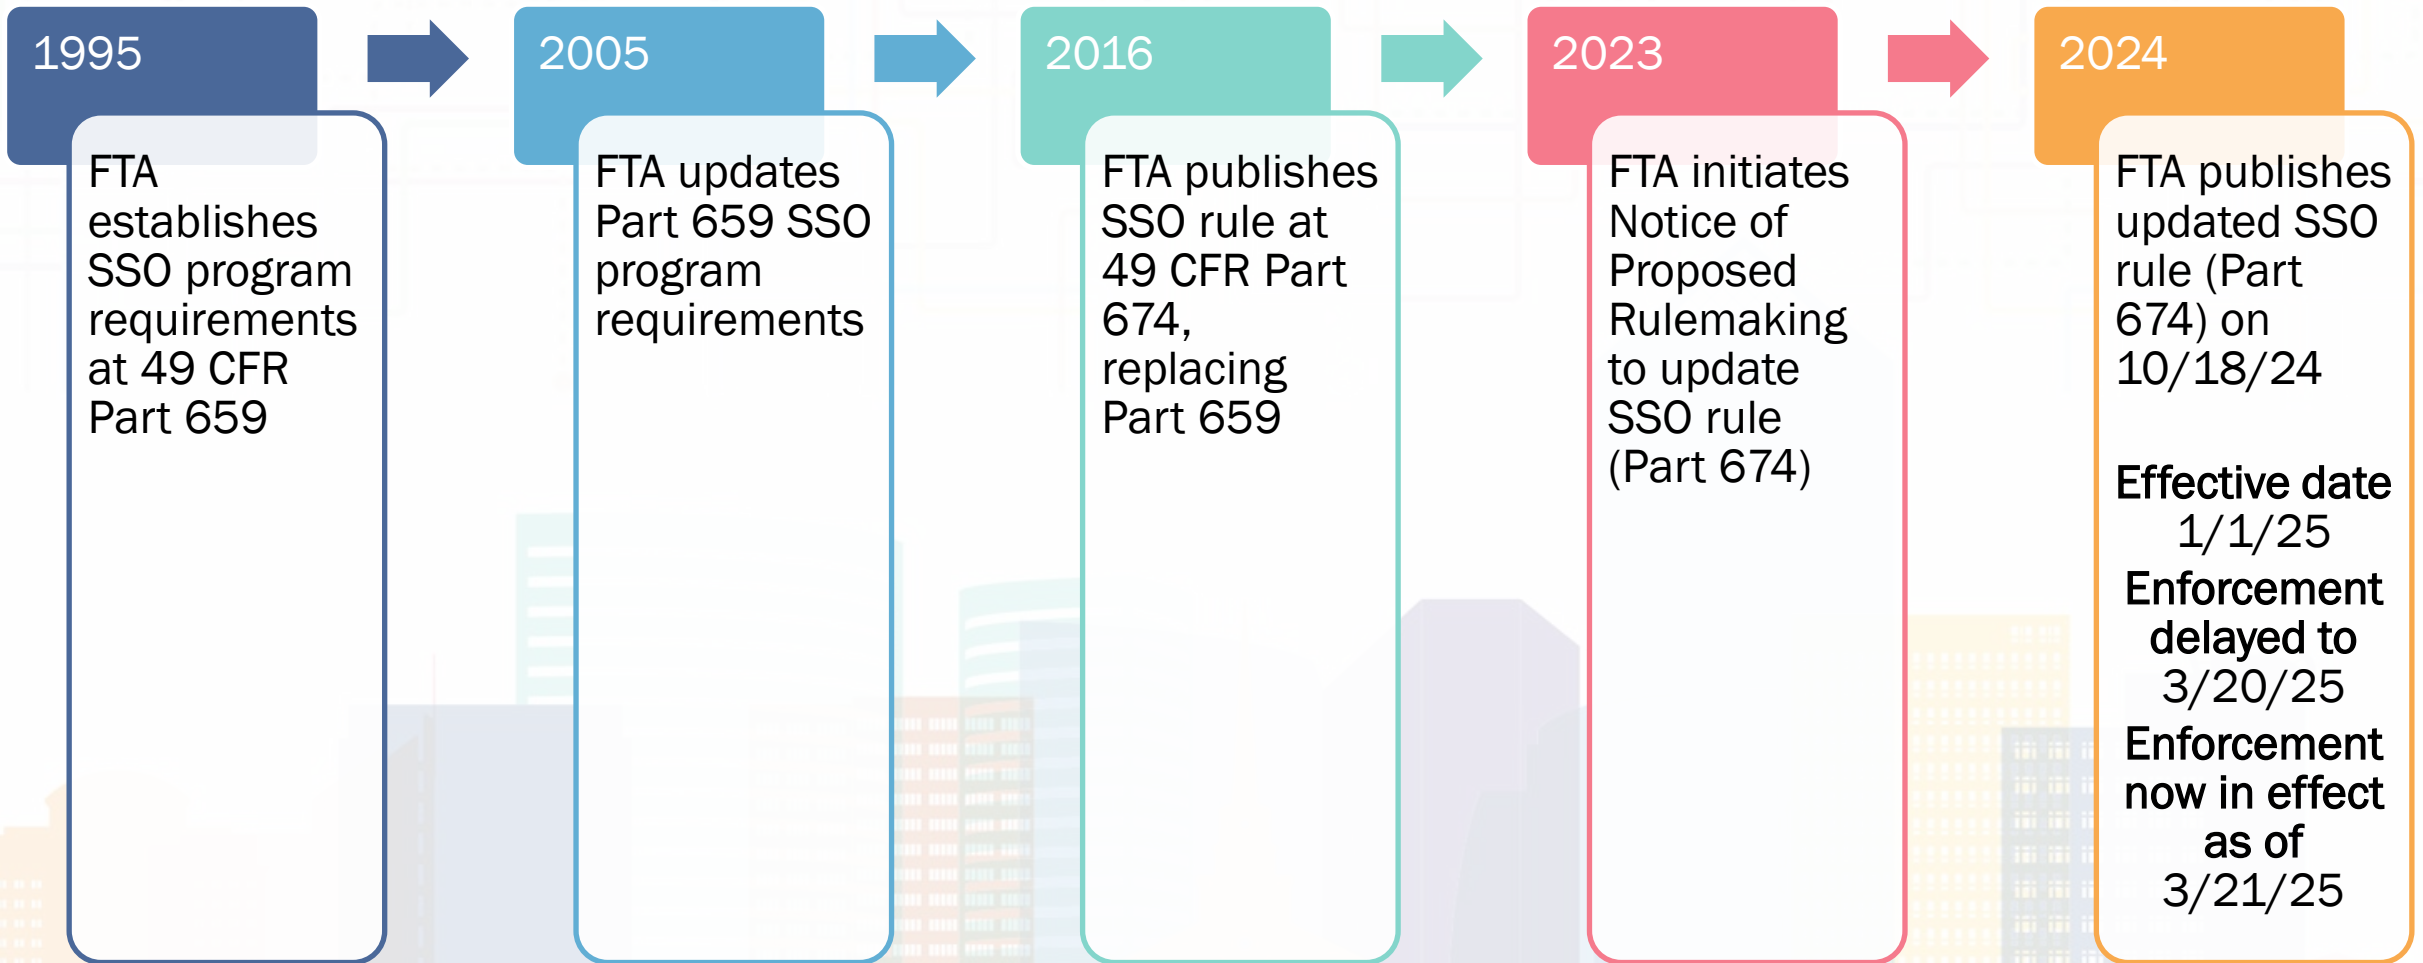 1995
FTA
establishes
SSO program
requirements
at 49 CFR
Part 659
2005
FTA updates
Part 659 SSO
program
requirements
2016
FTA publishes
SSO rule at
49 CFR Part
674,
replacing
Part 659
2023
FTA initiates
Notice of
Proposed
Rulemaking
to update
SSO rule
(Part 674)
2024
FTA publishes
updated SSO
rule (Part
674) on
10/18/24
Effective date
1/1/25
Enforcement
delayed to
3/20/25
Enforcement
now in effect
as of
3/21/25